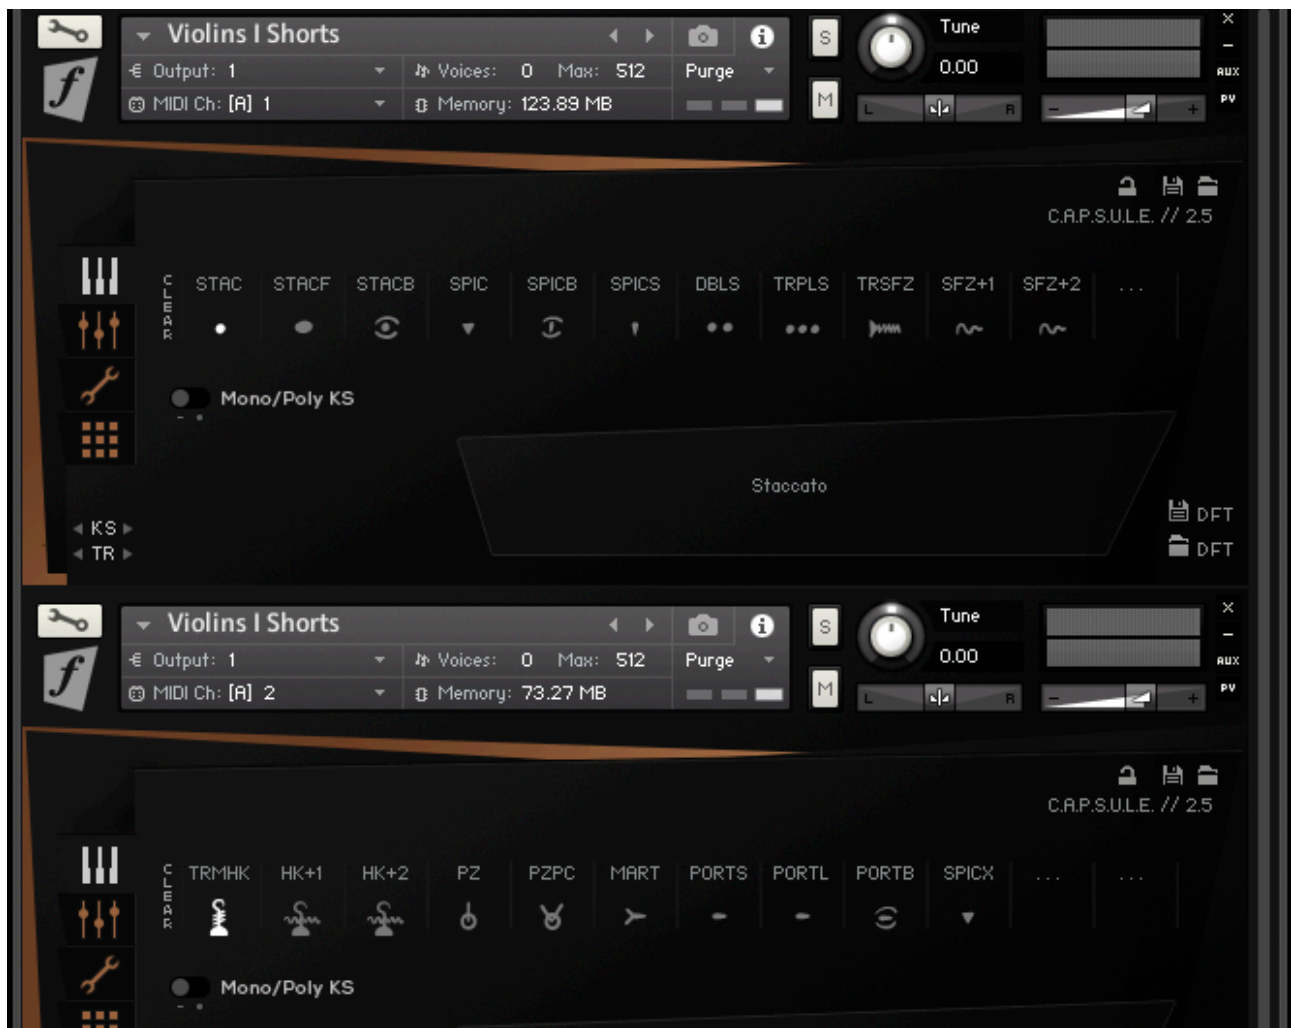 Violins I Shorts
i
S
Tune
X
Output: 1
Voices: 0 Max: 512
Purge
0.00
AUX
MIDI Ch: [A] 1
Memory: 123.89 MB
M
L
R
PV
f
C.A.P.S.U.L.E. // 2.5
CLEAR
STAC STACF STACB SPIC SPICB SPICS DBLS TRPLS TRSFZ SFZ+1 SFZ+2 ...
Mono/Poly KS
Staccato
DFT
KS
DFT
TR
Violins I Shorts
i
S
Tune
X
Output: 1
Voices: 0 Max: 512
Purge
0.00
AUX
MIDI Ch: [A] 2
Memory: 73.27 MB
M
L
R
PV
f
C.A.P.S.U.L.E. // 2.5
CLEAR
TRMHK HK+1 HK+2 PZ PZPC MART PORTS PORTL PORTB SPICX ... ...
Mono/Poly KS